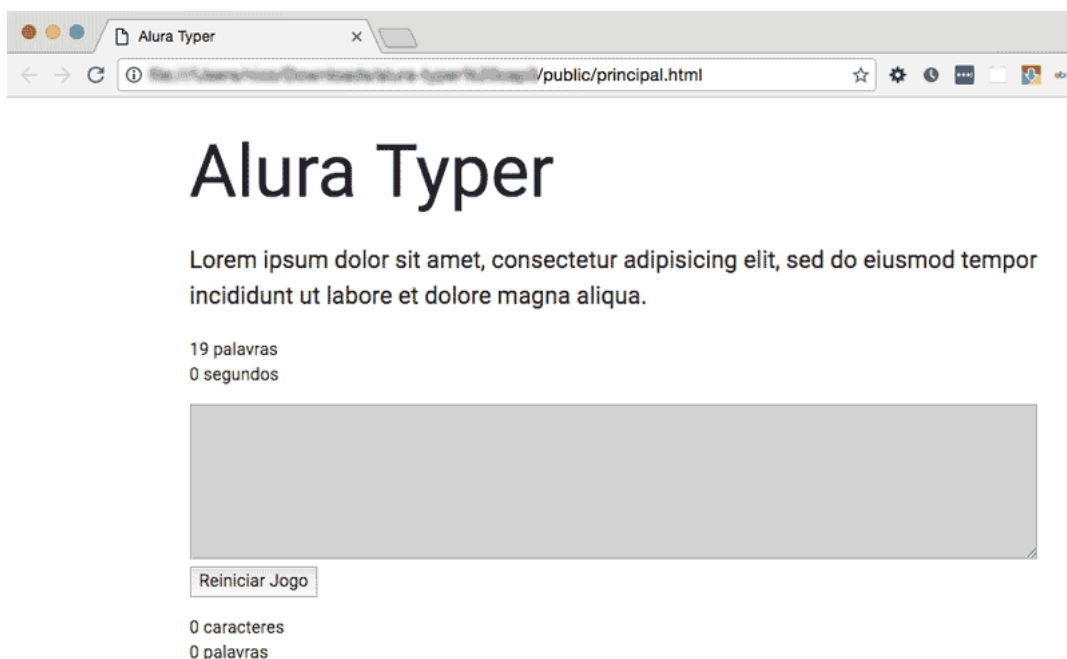 Alura Typer
/public/principal.html
Alura Typer
Lorem ipsum dolor sit amet, consectetur adipisicing elit, sed do eiusmod tempor
incididunt ut labore et dolore magna aliqua.
19 palavras
0 segundos
Reiniciar Jogo
0 caracteres
0 palavras